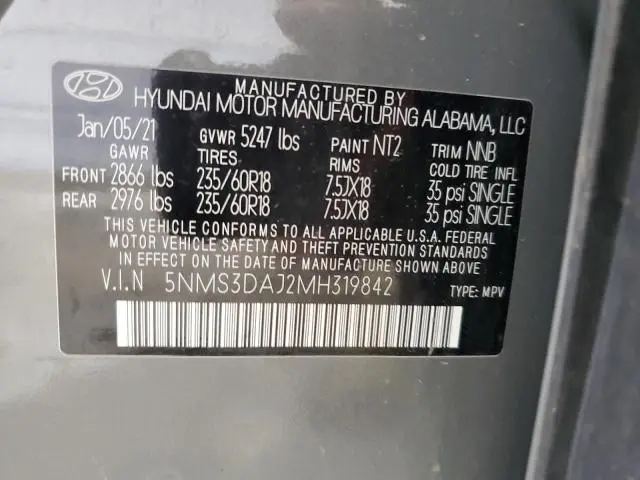 MANUFACTURED BY
HYUNDAI MOTOR MANUFACTURING ALABAMA, LLC
Jan/05/21 GVWR 5247 lbs PAINT NT2 TRIM NNB
GAWR TIRES RIMS COLD TIRE INFL
FRONT 2866 lbs 235/60R18 7.5JX18 35 psi SINGLE
REAR 2976 lbs 235/60R18 7.5JX18 35 psi SINGLE
THIS VEHICLE CONFORMS TO ALL APPLICABLE U.S.A. FEDERAL
MOTOR VEHICLE SAFETY AND THEFT PREVENTION STANDARDS
IN EFFECT ON THE DATE OF MANUFACTURE SHOWN ABOVE.
V.I.N 5NMS3DAJ2MH319842 TYPE: MPV